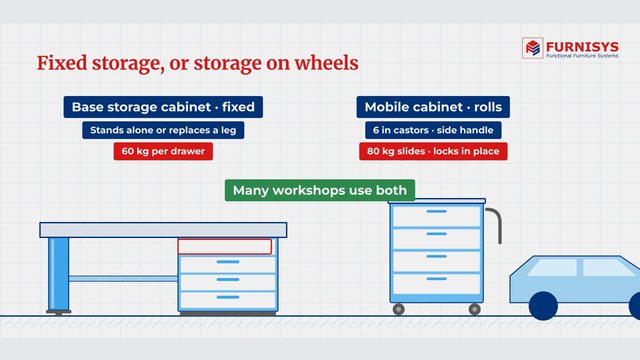 Fixed storage, or storage on wheels
FURNISYS
Functional Furniture Systems
Base storage cabinet · fixed
Stands alone or replaces a leg
60 kg per drawer
Mobile cabinet · rolls
6 in castors · side handle
80 kg slides · locks in place
Many workshops use both